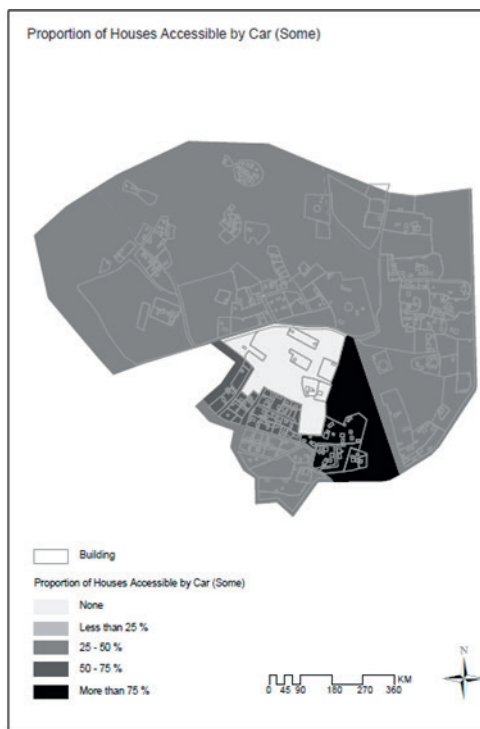 Proportion of Houses Accessible by Car (Some)
Building
Proportion of Houses Accessible by Car (Some)
None
Less than 25 %
25 - 50 %
50 - 75 %
More than 75 %
N
KM
0 45 90 180 270 360